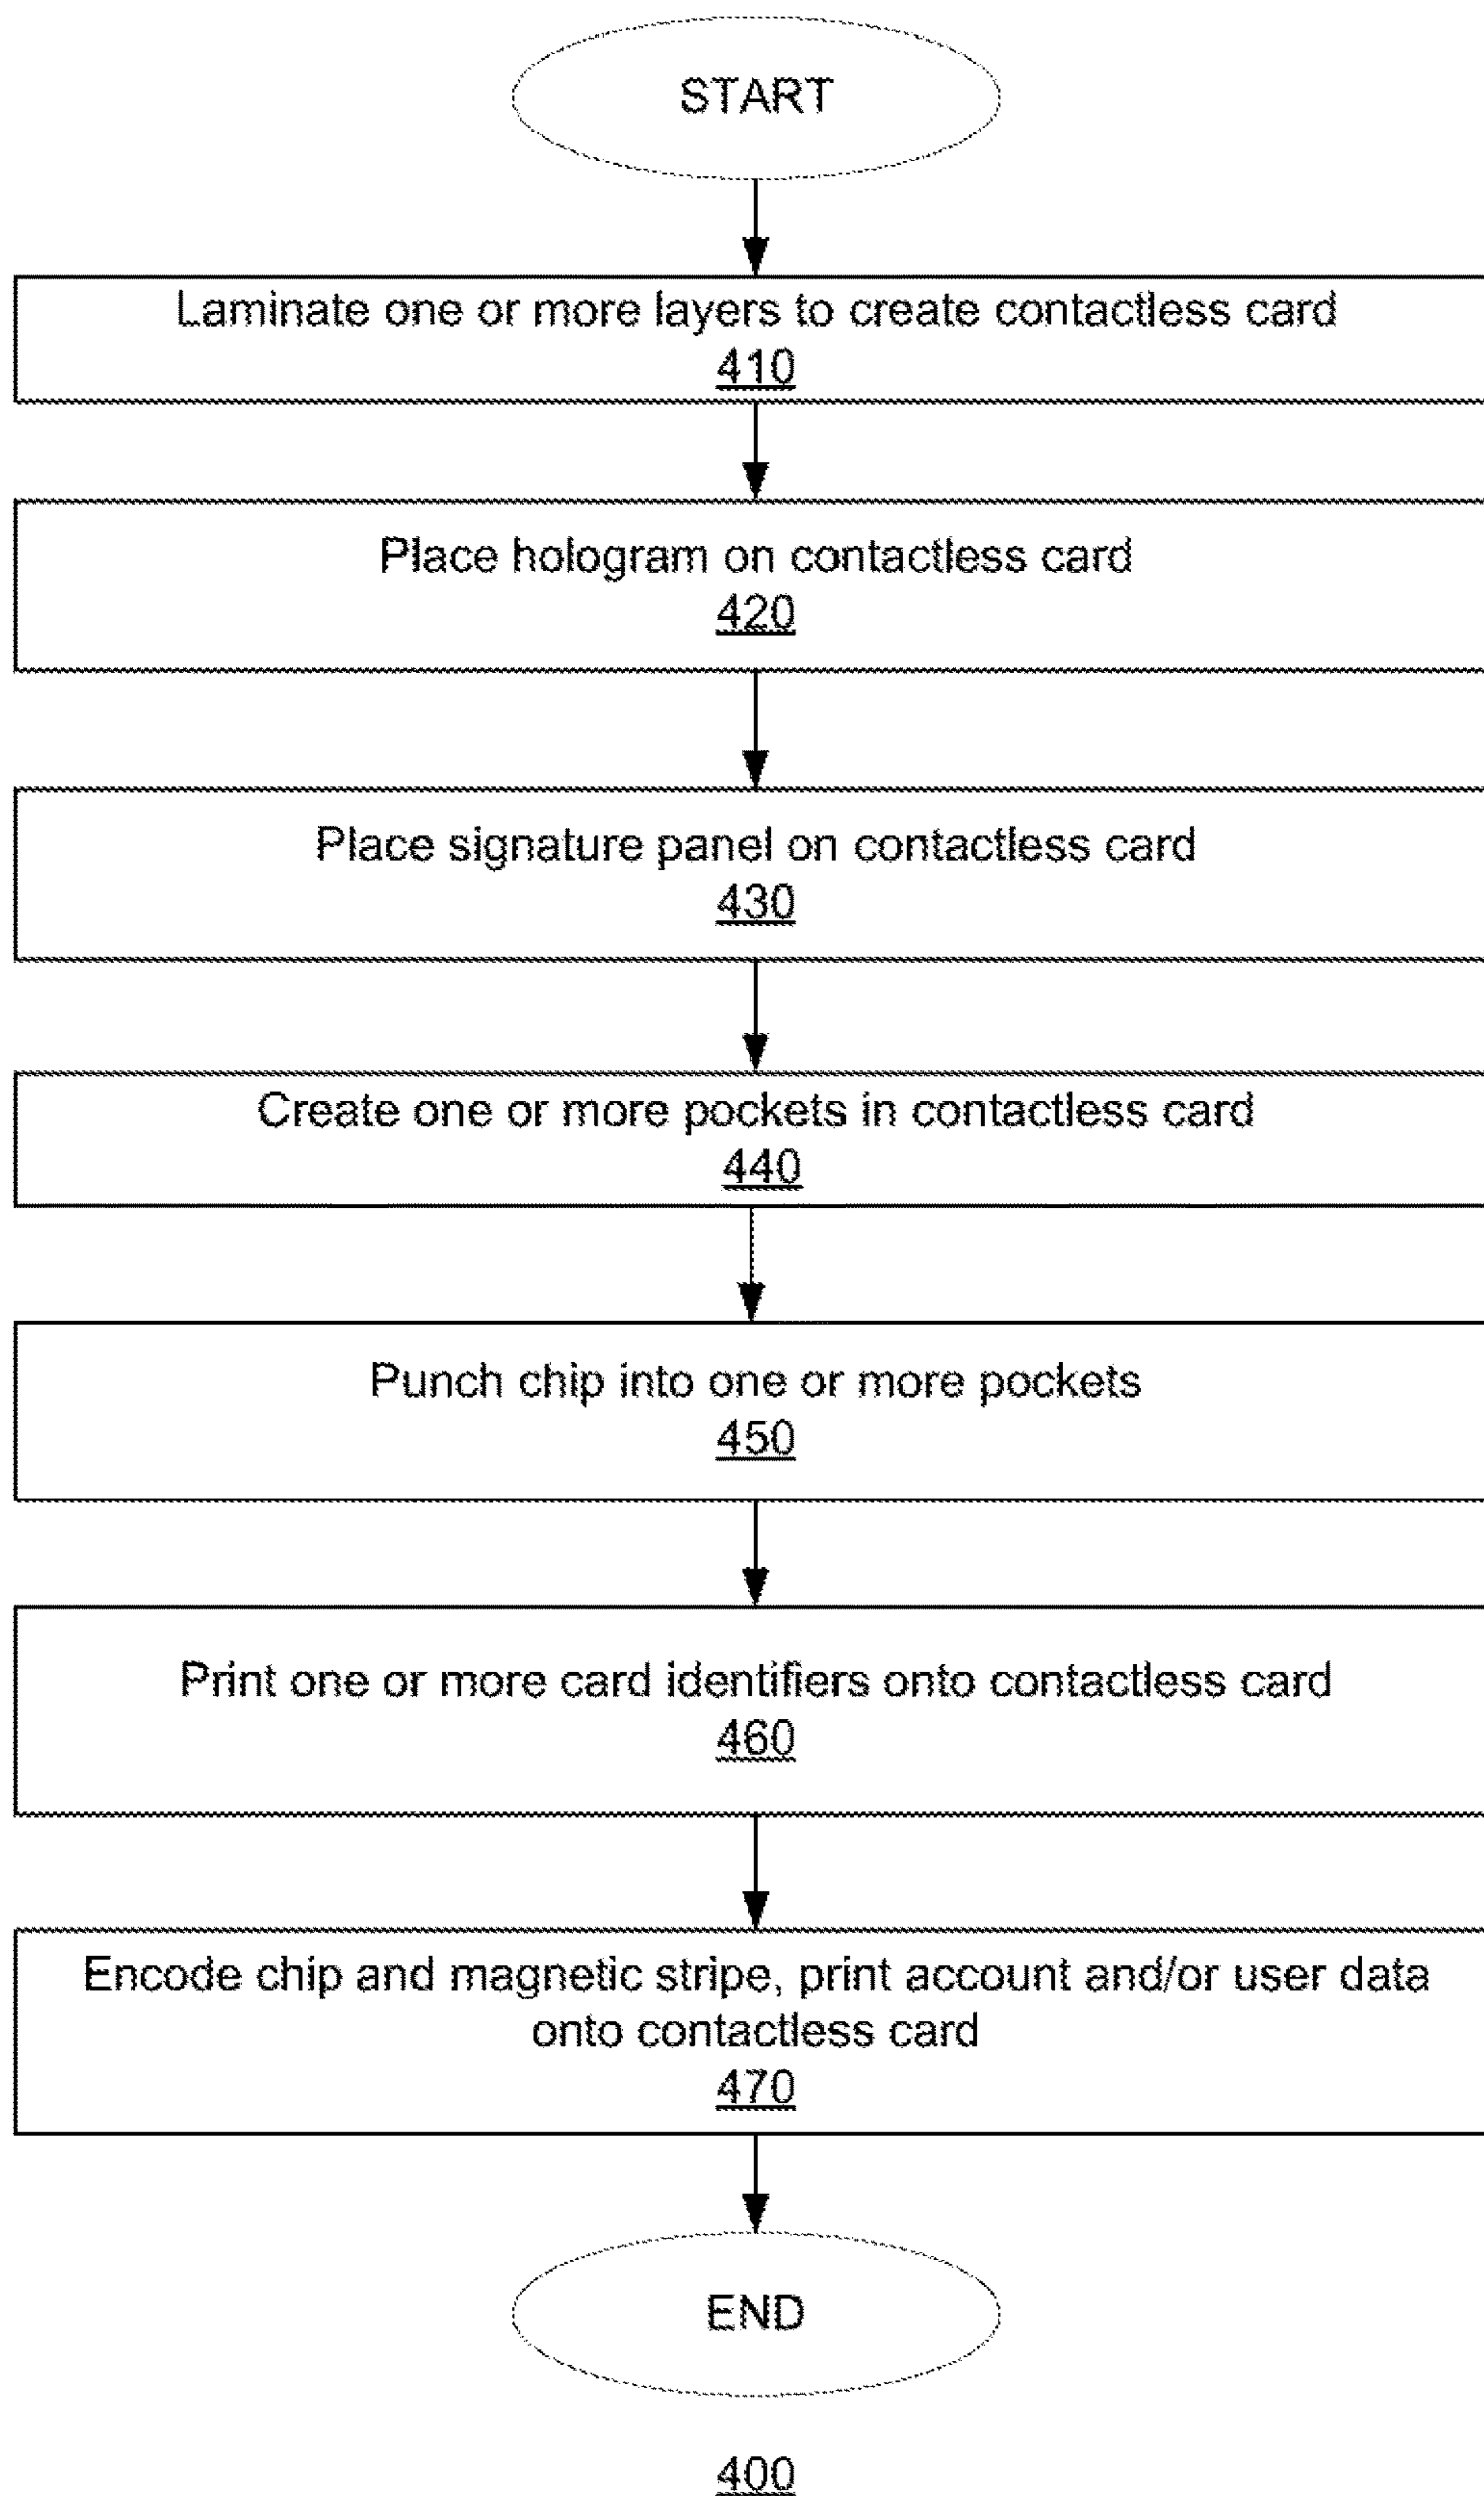 START
Laminate one or more layers to create contactless card
410
Place hologram on contactless card
420
Place signature panel on contactless card
430
Create one or more pockets in contactless card
440
Punch chip into one or more pockets
450
Print one or more card identifiers onto contactless card
460
Encode chip and magnetic stripe, print account and/or user data
onto contactless card
470
END
400